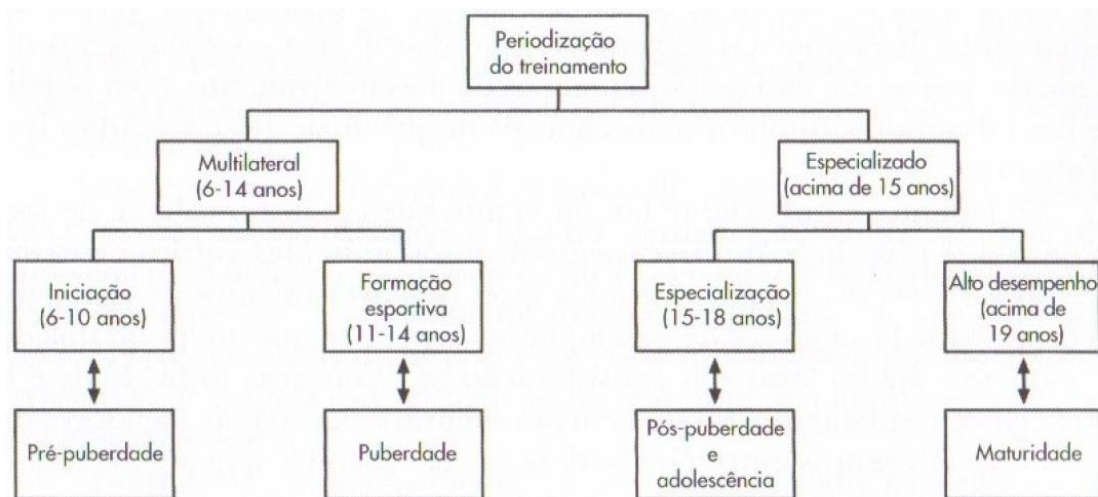 Periodização
do treinamento
Multilateral
(6-14 anos)
Especializado
(acima de 15 anos)
Iniciação
(6-10 anos)
Formação
esportiva
(11-14 anos)
Especialização
(15-18 anos)
Alto desempenho
(acima de
19 anos)
Pré-puberdade
Puberdade
Pós-puberdade
e
adolescência
Maturidade